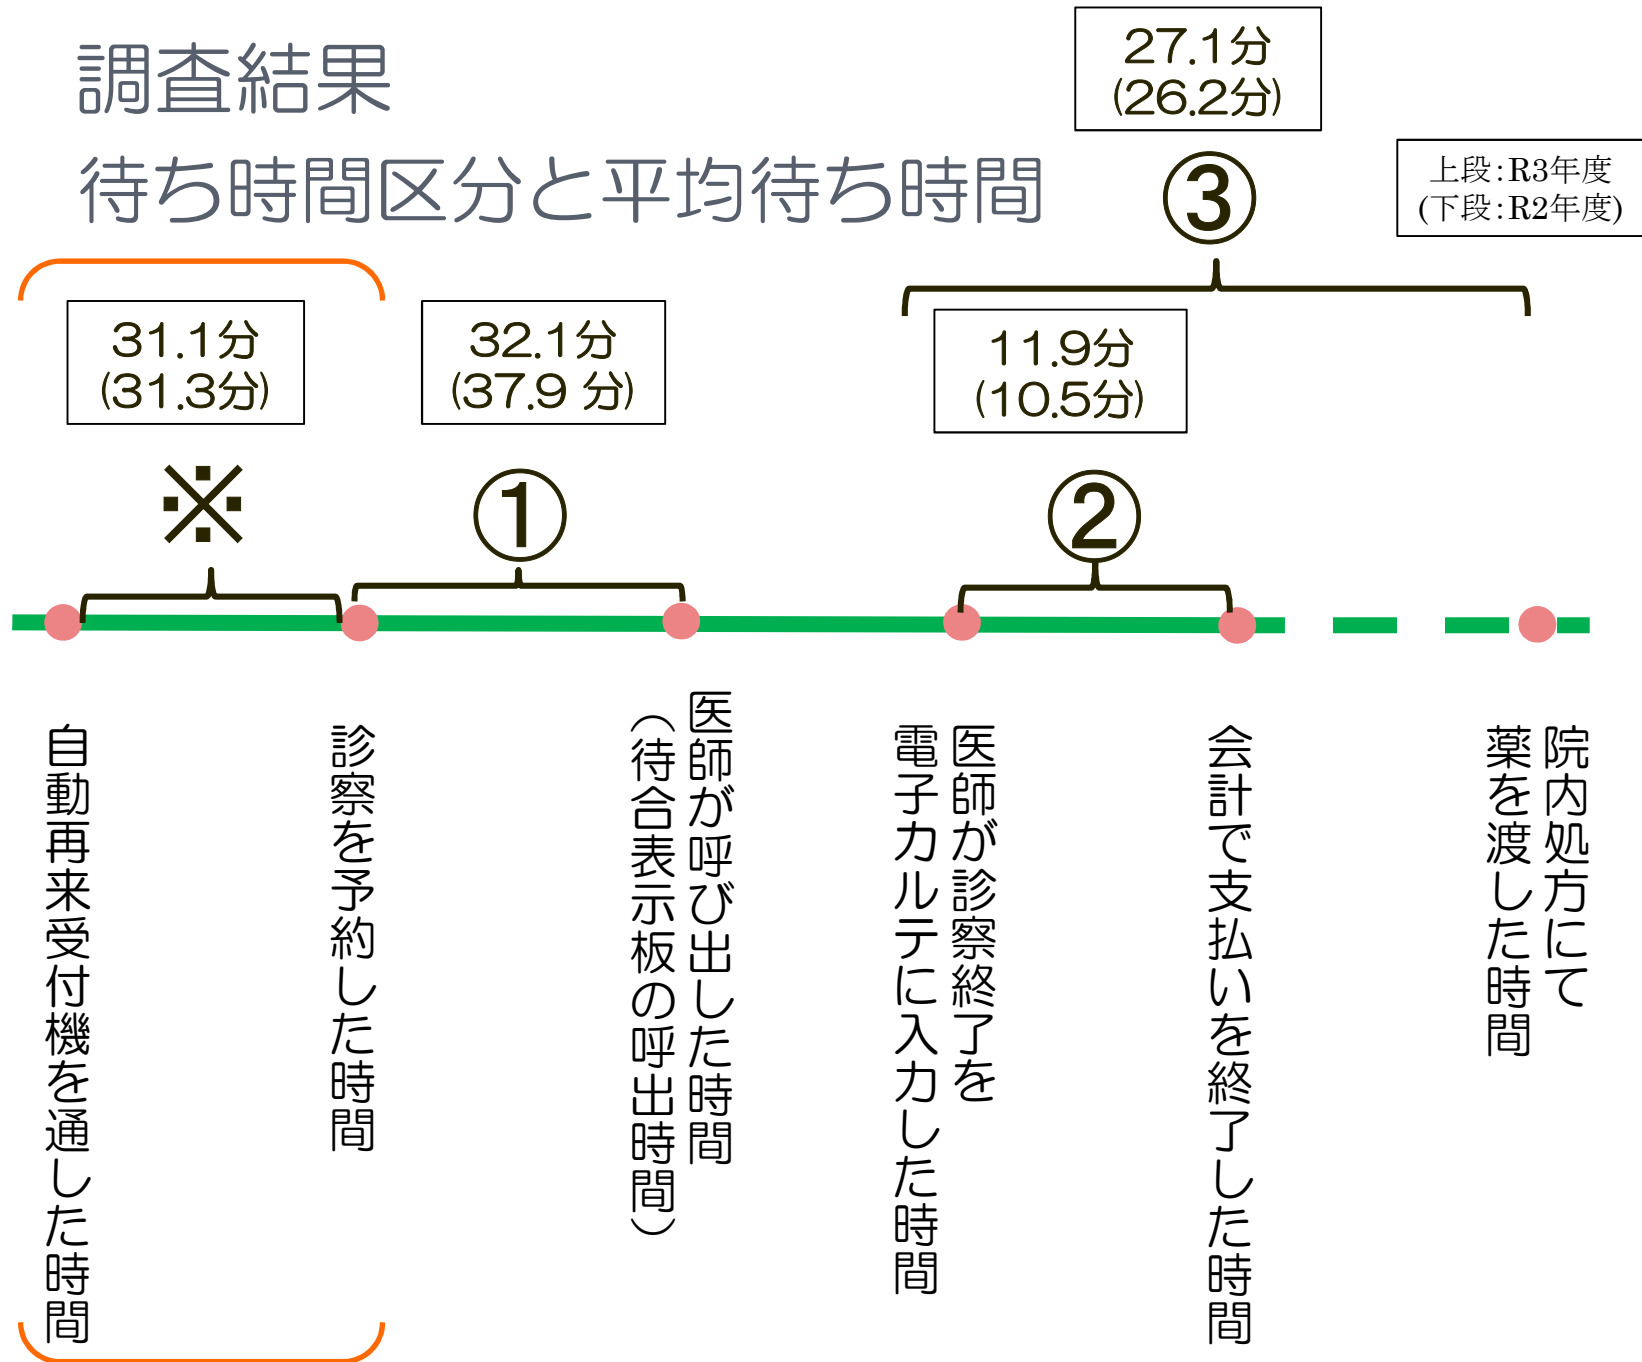 調査結果
待ち時間区分と平均待ち時間
27.1分
(26.2分)
③
上段:R3年度
(下段:R2年度)
31.1分
(31.3分)
※
32.1分
(37.9 分)
①
11.9分
(10.5分)
②
自動再来受付機を通した時間
診察を予約した時間
医師が呼び出した時間
（待合表示板の呼出時間）
医師が診察終了を
電子カルテに入力した時間
会計で支払いを終了した時間
院内処方にて
薬を渡した時間